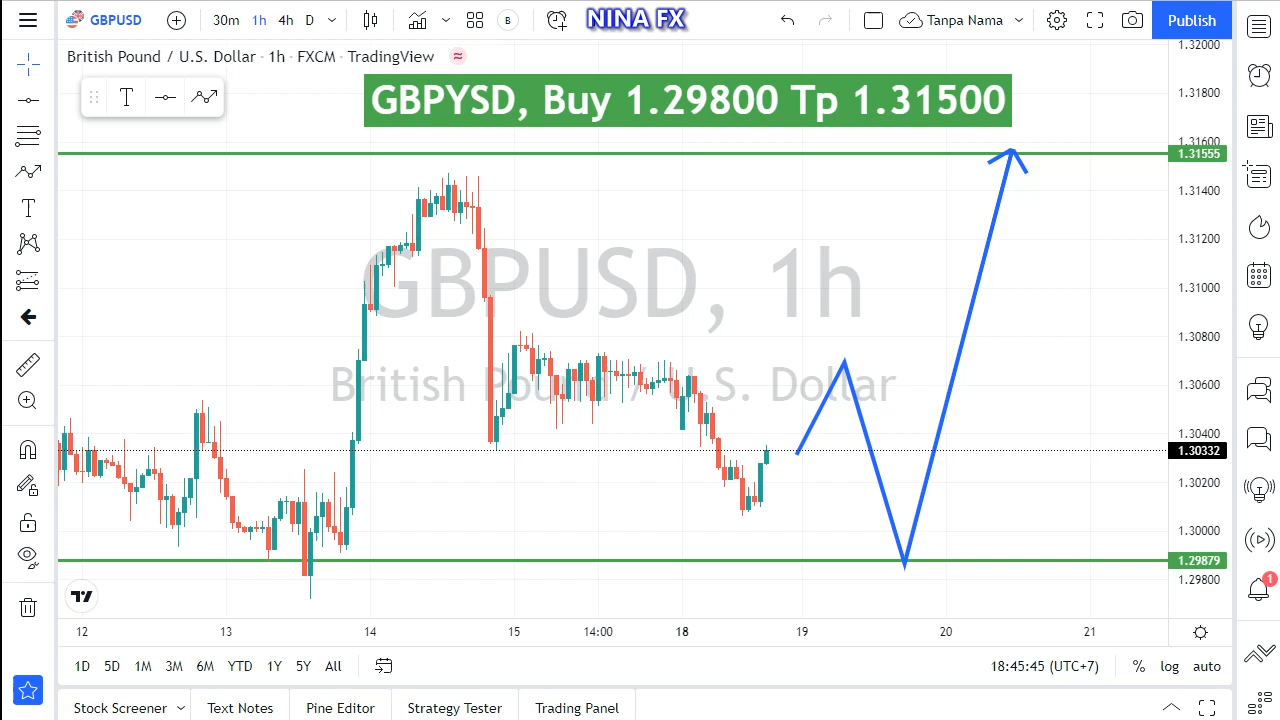 GBPUSD 30m 1h 4h D B NINA FX Tanpa Nama Publish
British Pound / U.S. Dollar · 1h · FXCM · TradingView
T
GBPYSD, Buy 1.29800 Tp 1.31500
GBPUSD, 1h
British Pound / U.S. Dollar
1.32000
1.31800
1.31600
1.31555
1.31400
1.31200
1.31000
1.30800
1.30600
1.30400
1.30332
1.30200
1.30000
1.29879
1.29800
12 13 14 15 14:00 18 19 20 21
1D 5D 1M 3M 6M YTD 1Y 5Y All 18:45:45 (UTC+7) % log auto
Stock Screener Text Notes Pine Editor Strategy Tester Trading Panel
1